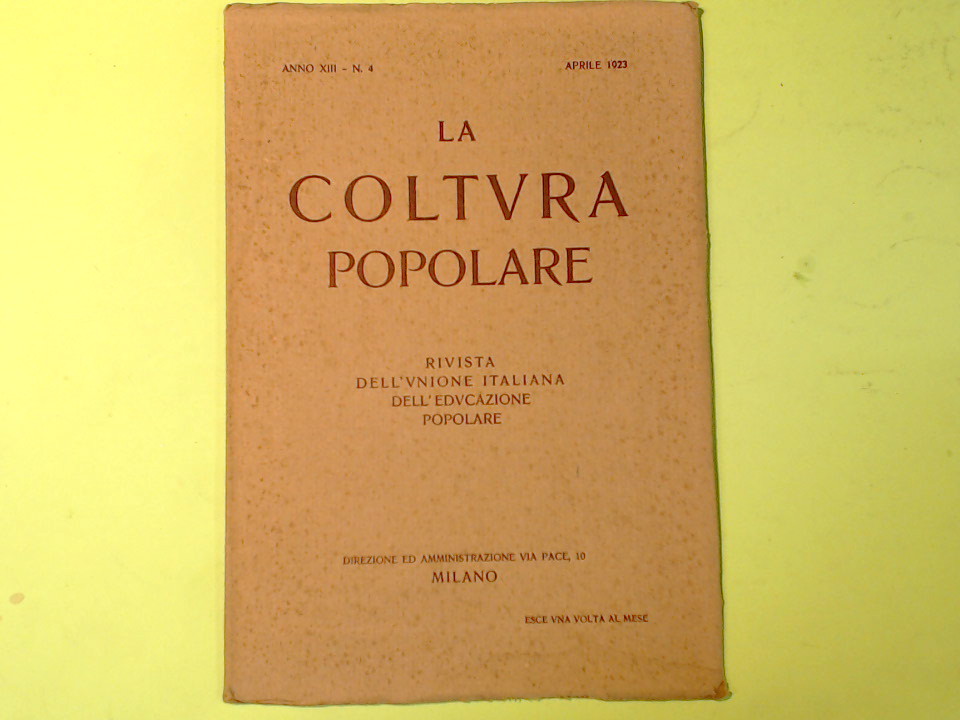 ANNO XIII - N. 4
APRILE 1923
LA
COLTVRA
POPOLARE
RIVISTA
DELL'VNIONE ITALIANA
DELL'EDVCAZIONE
POPOLARE
DIREZIONE ED AMMINISTRAZIONE VIA PACE, 10
MILANO
ESCE VNA VOLTA AL MESE